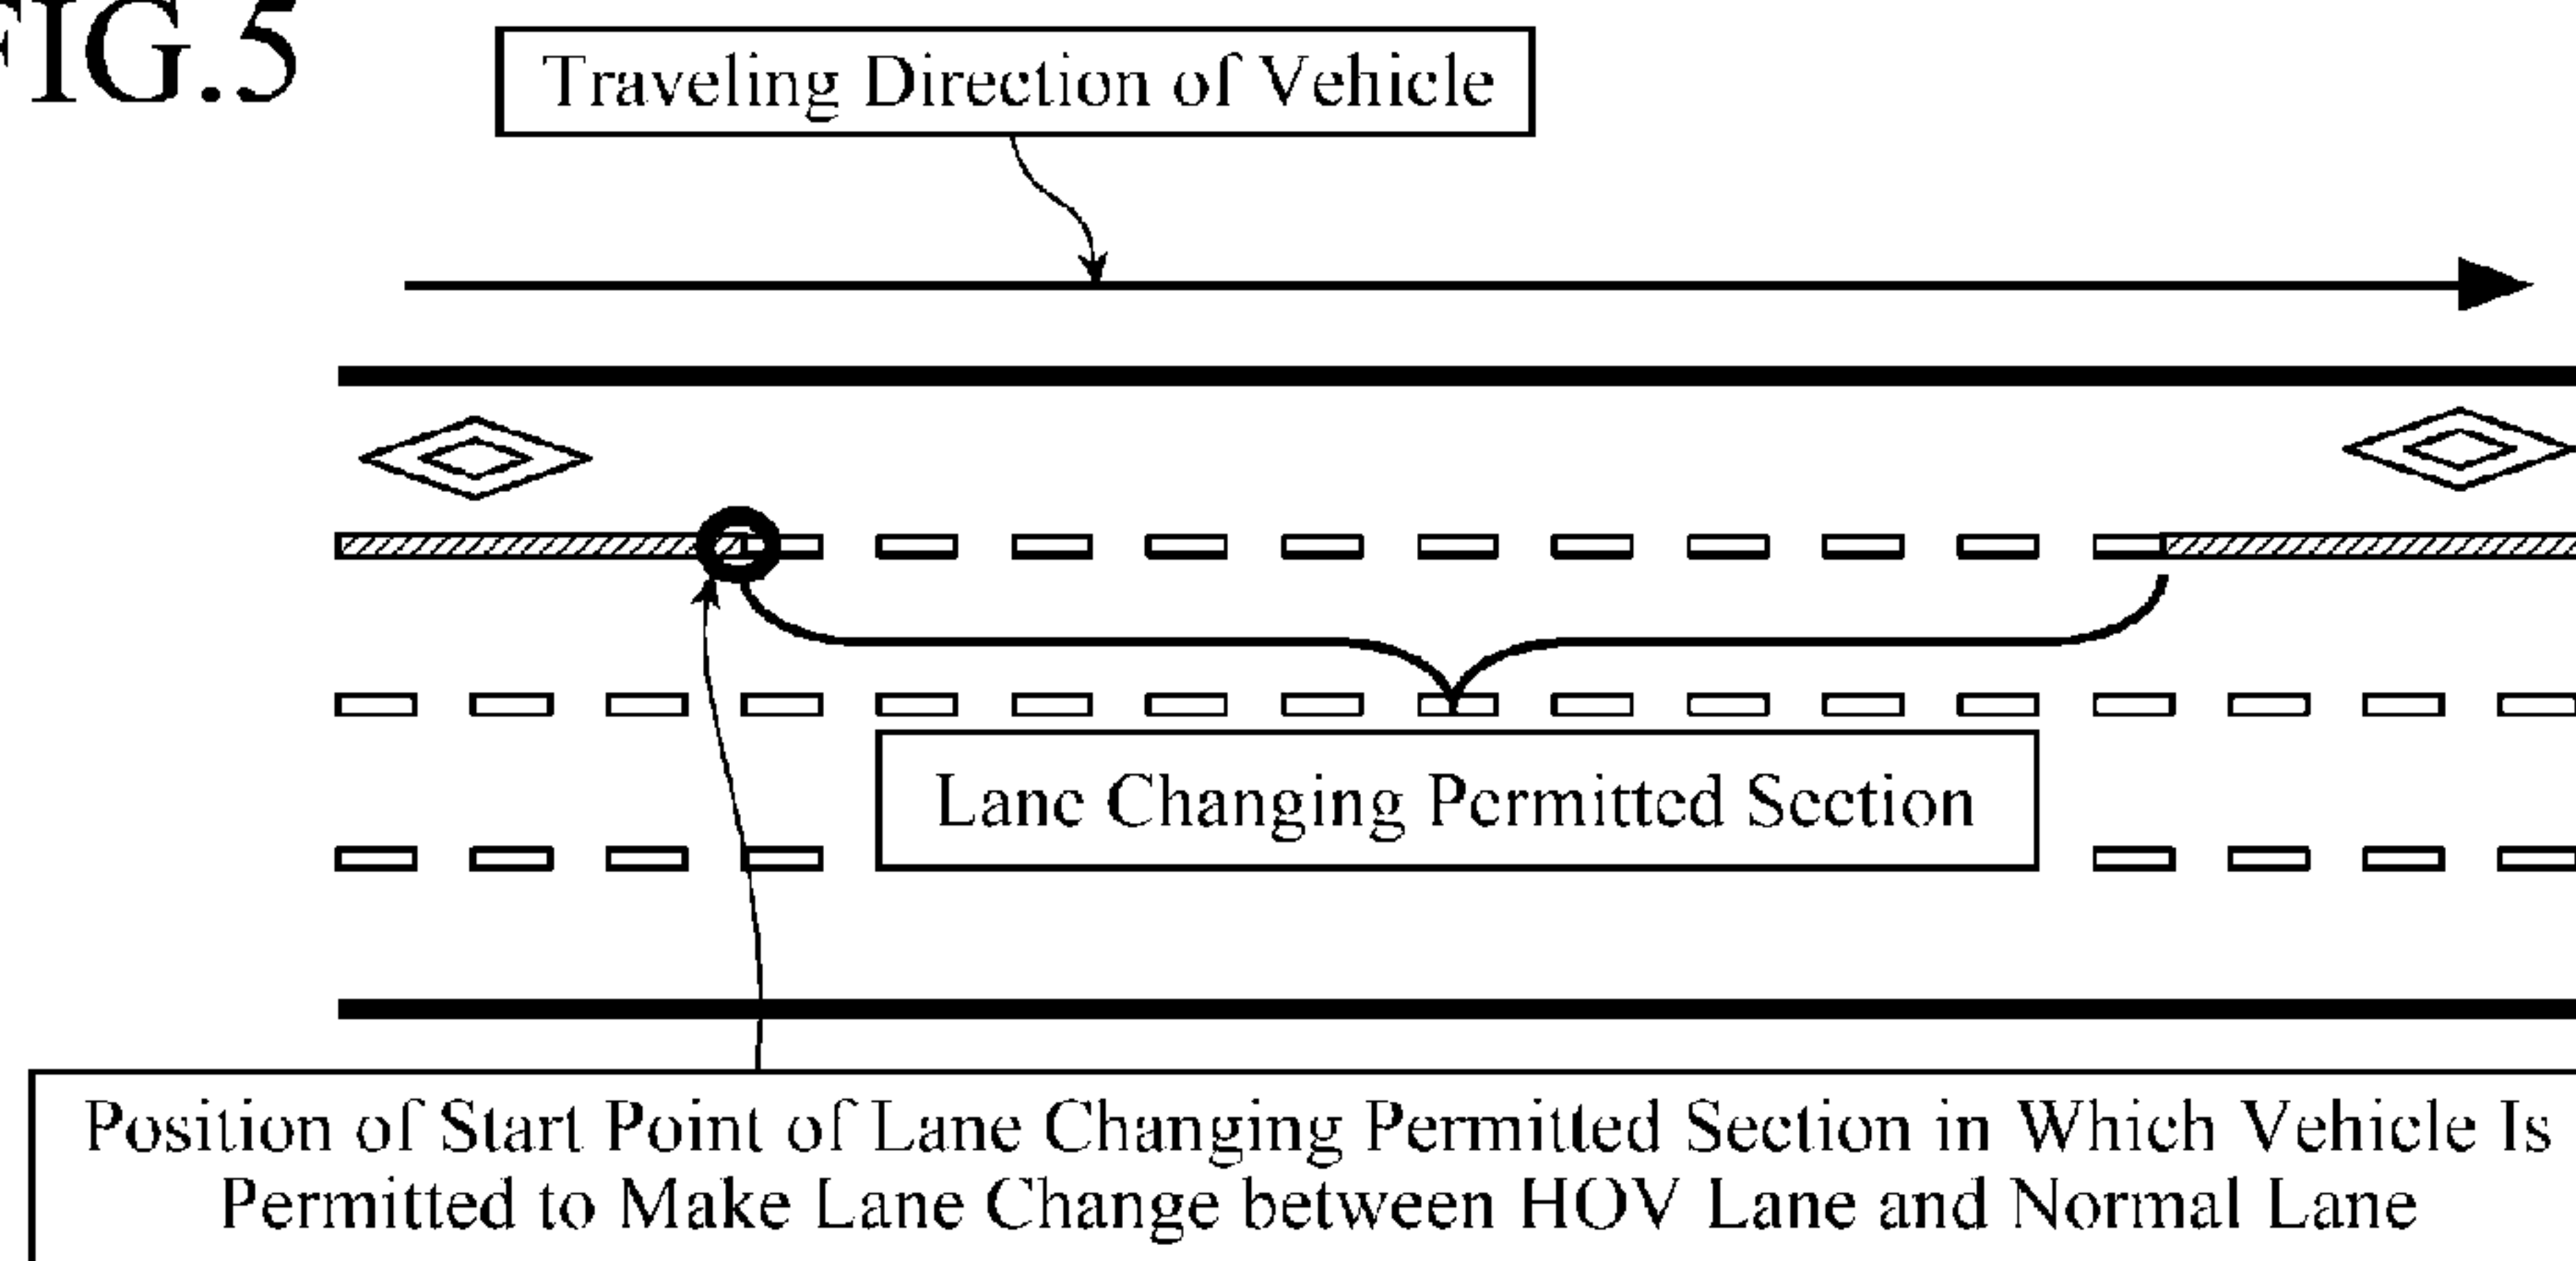 FIG.5
Traveling Direction of Vehicle
Lane Changing Permitted Section
Position of Start Point of Lane Changing Permitted Section in Which Vehicle Is
Permitted to Make Lane Change between HOV Lane and Normal Lane